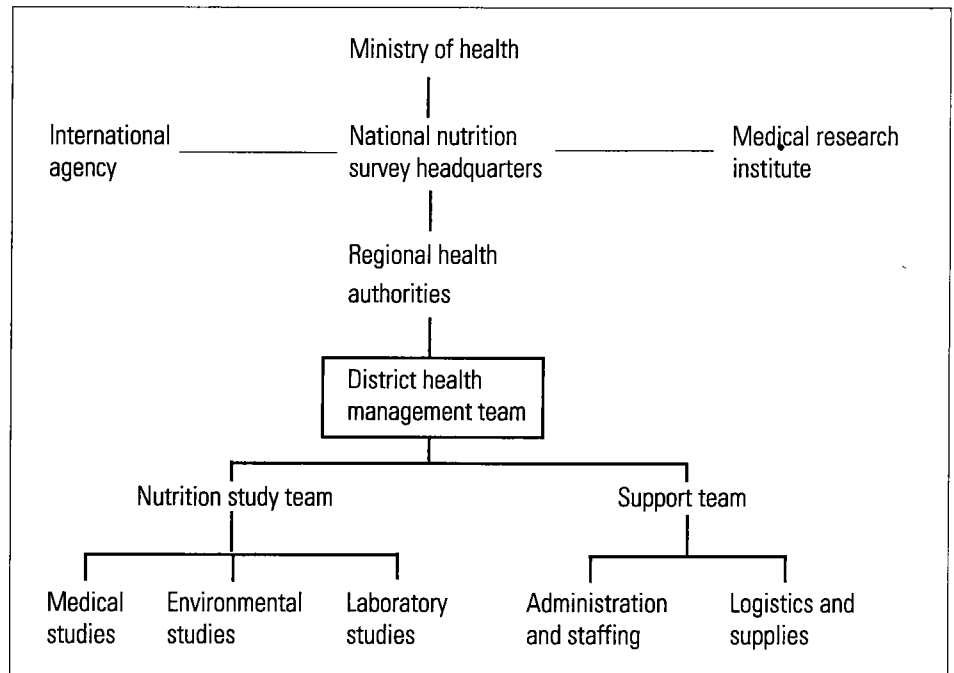 Ministry of health
International
agency
National nutrition
survey headquarters
Medical research
institute
Regional health
authorities
District health
management team
Nutrition study team
Support team
Medical
studies
Environmental
studies
Laboratory
studies
Administration
and staffing
Logistics and
supplies